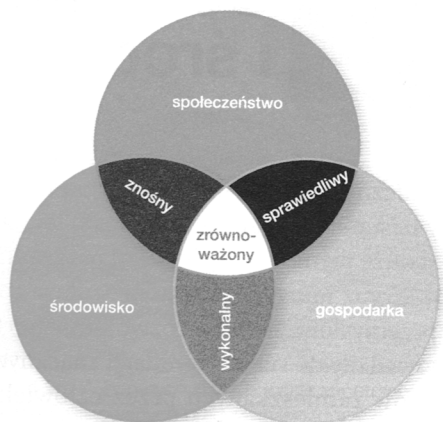 społeczeństwo
znośny
sprawiedliwy
zrówno-
ważony
środowisko
wykonalny
gospodarka